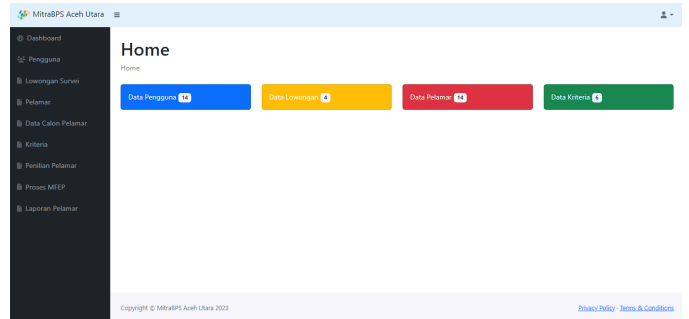 MitraBPS Aceh Utara
Dashboard
Pengguna
Lowongan Survei
Pelamar
Data Calon Pelamar
Kriteria
Penilian Pelamar
Proses MFEP
Laporan Pelamar
Home
Home
Data Pengguna 14
Data Lowongan 4
Data Pelamar 14
Data Kriteria 6
Copyright © MitraBPS Aceh Utara 2023
Privacy Policy · Terms & Conditions